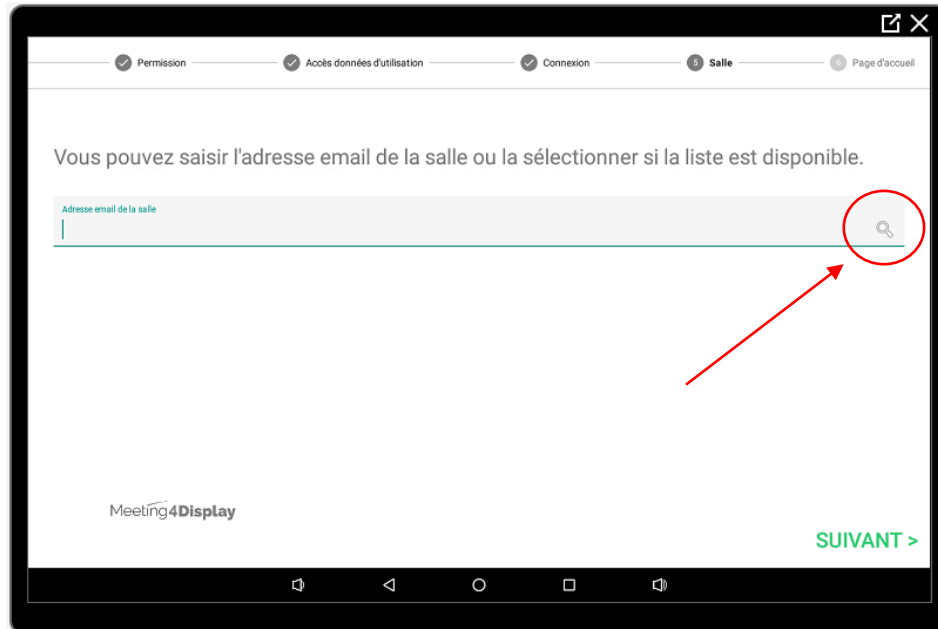 Permission
Accès données d'utilisation
Connexion
5 Salle
6 Page d'accueil
Vous pouvez saisir l'adresse email de la salle ou la sélectionner si la liste est disponible.
Adresse email de la salle
Meeting4Display
SUIVANT >